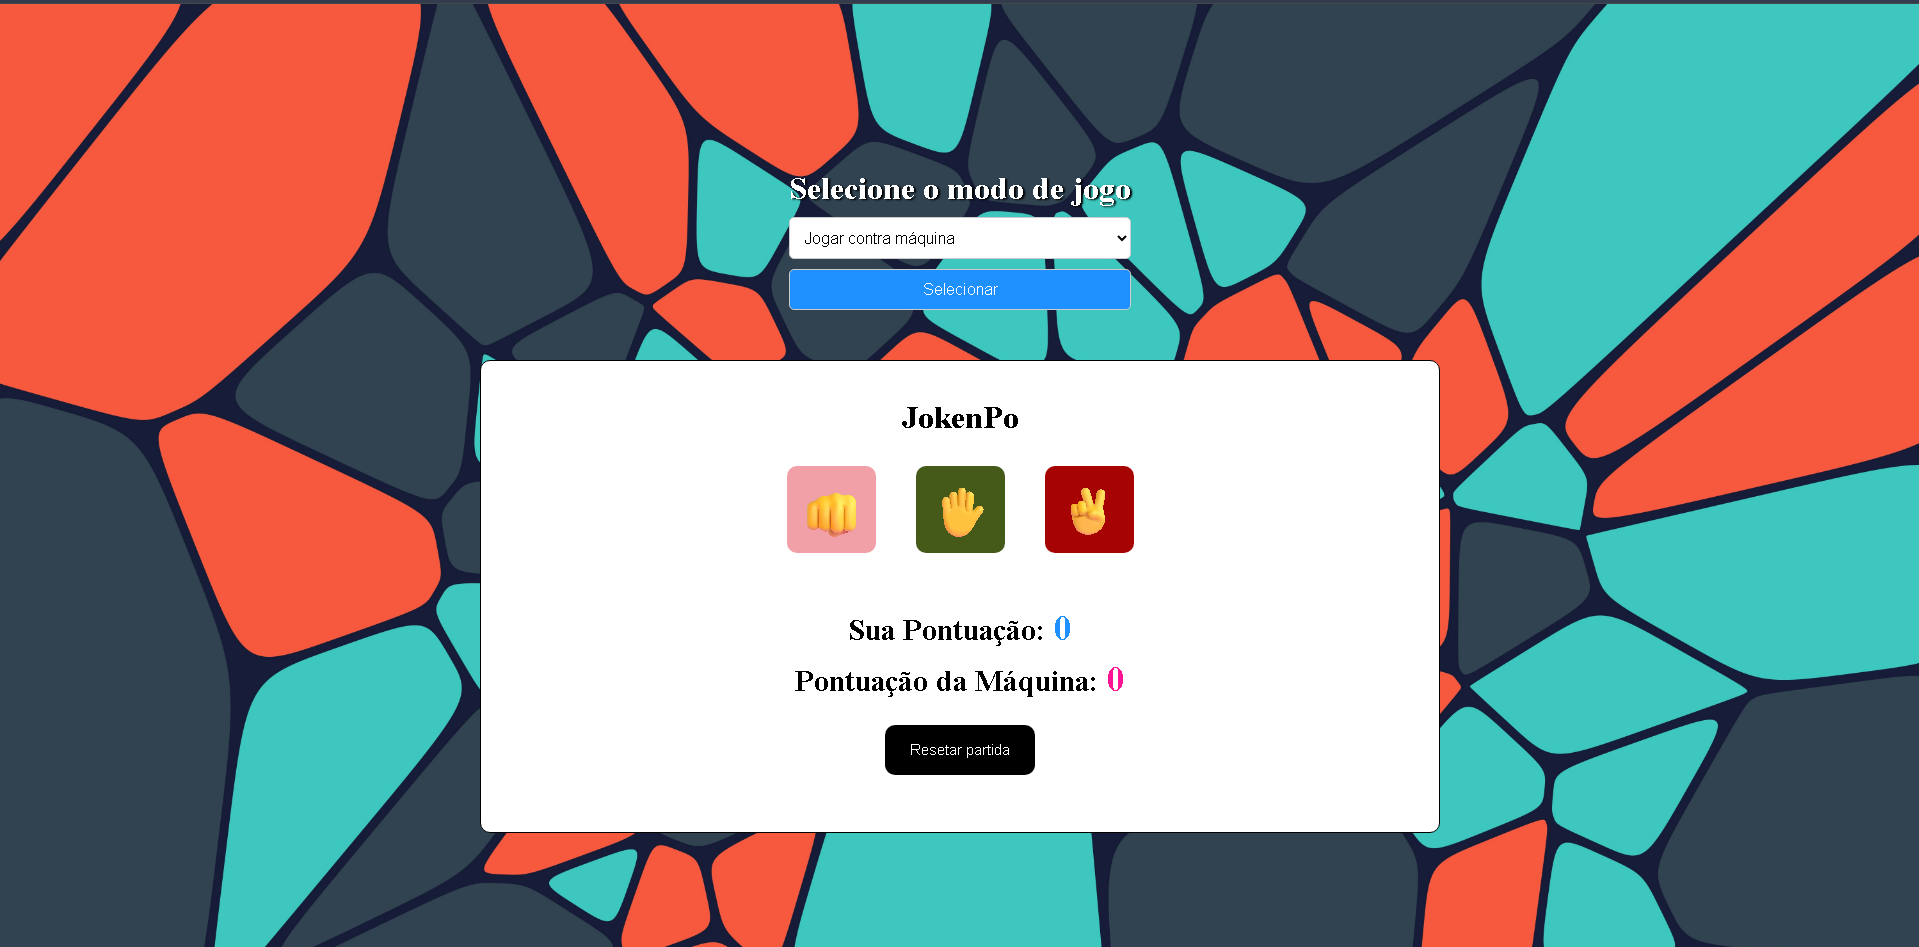 Selecione o modo de jogo
Jogar contra máquina
Selecionar
JokenPo
Sua Pontuação: 0
Pontuação da Máquina: 0
Resetar partida